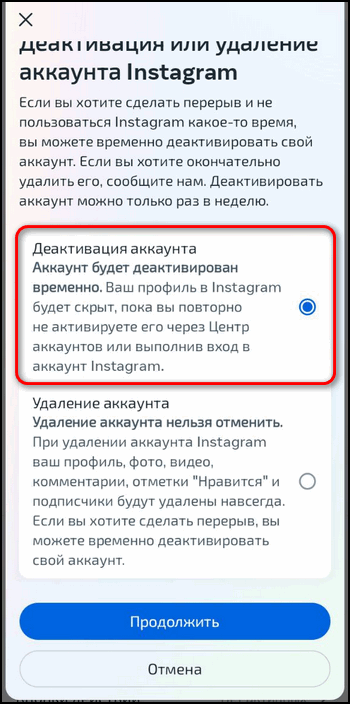 Деактивация или удаление
аккаунта Instagram
Если вы хотите сделать перерыв и не
пользоваться Instagram какое-то время,
вы можете временно деактивировать свой
аккаунт. Если вы хотите окончательно
удалить его, сообщите нам. Деактивировать
аккаунт можно только раз в неделю.
Деактивация аккаунта
Аккаунт будет деактивирован
временно. Ваш профиль в Instagram
будет скрыт, пока вы повторно
не активируете его через Центр
аккаунтов или выполнив вход в
аккаунт Instagram.
Удаление аккаунта
Удаление аккаунта нельзя отменить.
При удалении аккаунта Instagram
ваш профиль, фото, видео,
комментарии, отметки "Нравится" и
подписчики будут удалены навсегда.
Если вы хотите сделать перерыв, вы
можете временно деактивировать
свой аккаунт.
Продолжить
Отмена